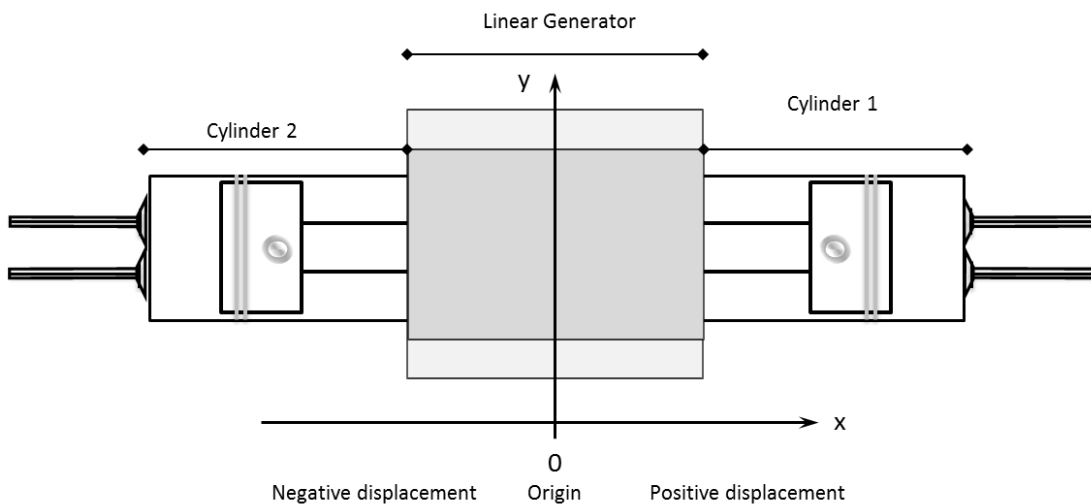 Linear Generator
y
Cylinder 1
Cylinder 2
x
0
Negative displacement Origin Positive displacement